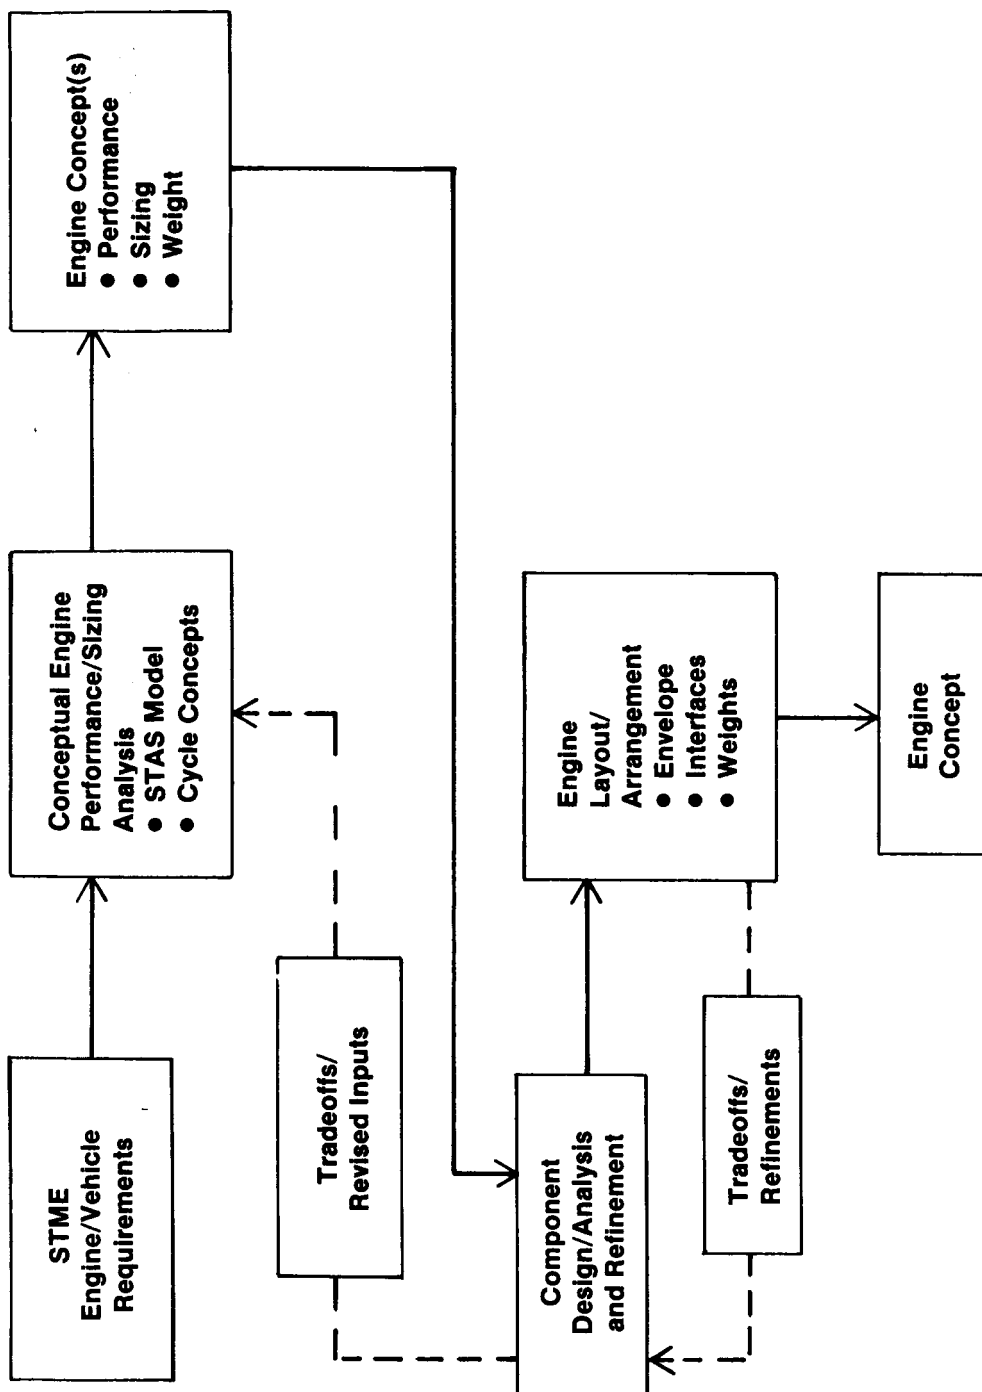 STME
Engine/Vehicle
Requirements
Conceptual Engine
Performance/Sizing
Analysis
● STAS Model
● Cycle Concepts
Engine Concept(s)
● Performance
● Sizing
● Weight
Tradeoffs/
Revised Inputs
Component
Design/Analysis
and Refinement
Engine
Layout/
Arrangement
● Envelope
● Interfaces
● Weights
Tradeoffs/
Refinements
Engine
Concept